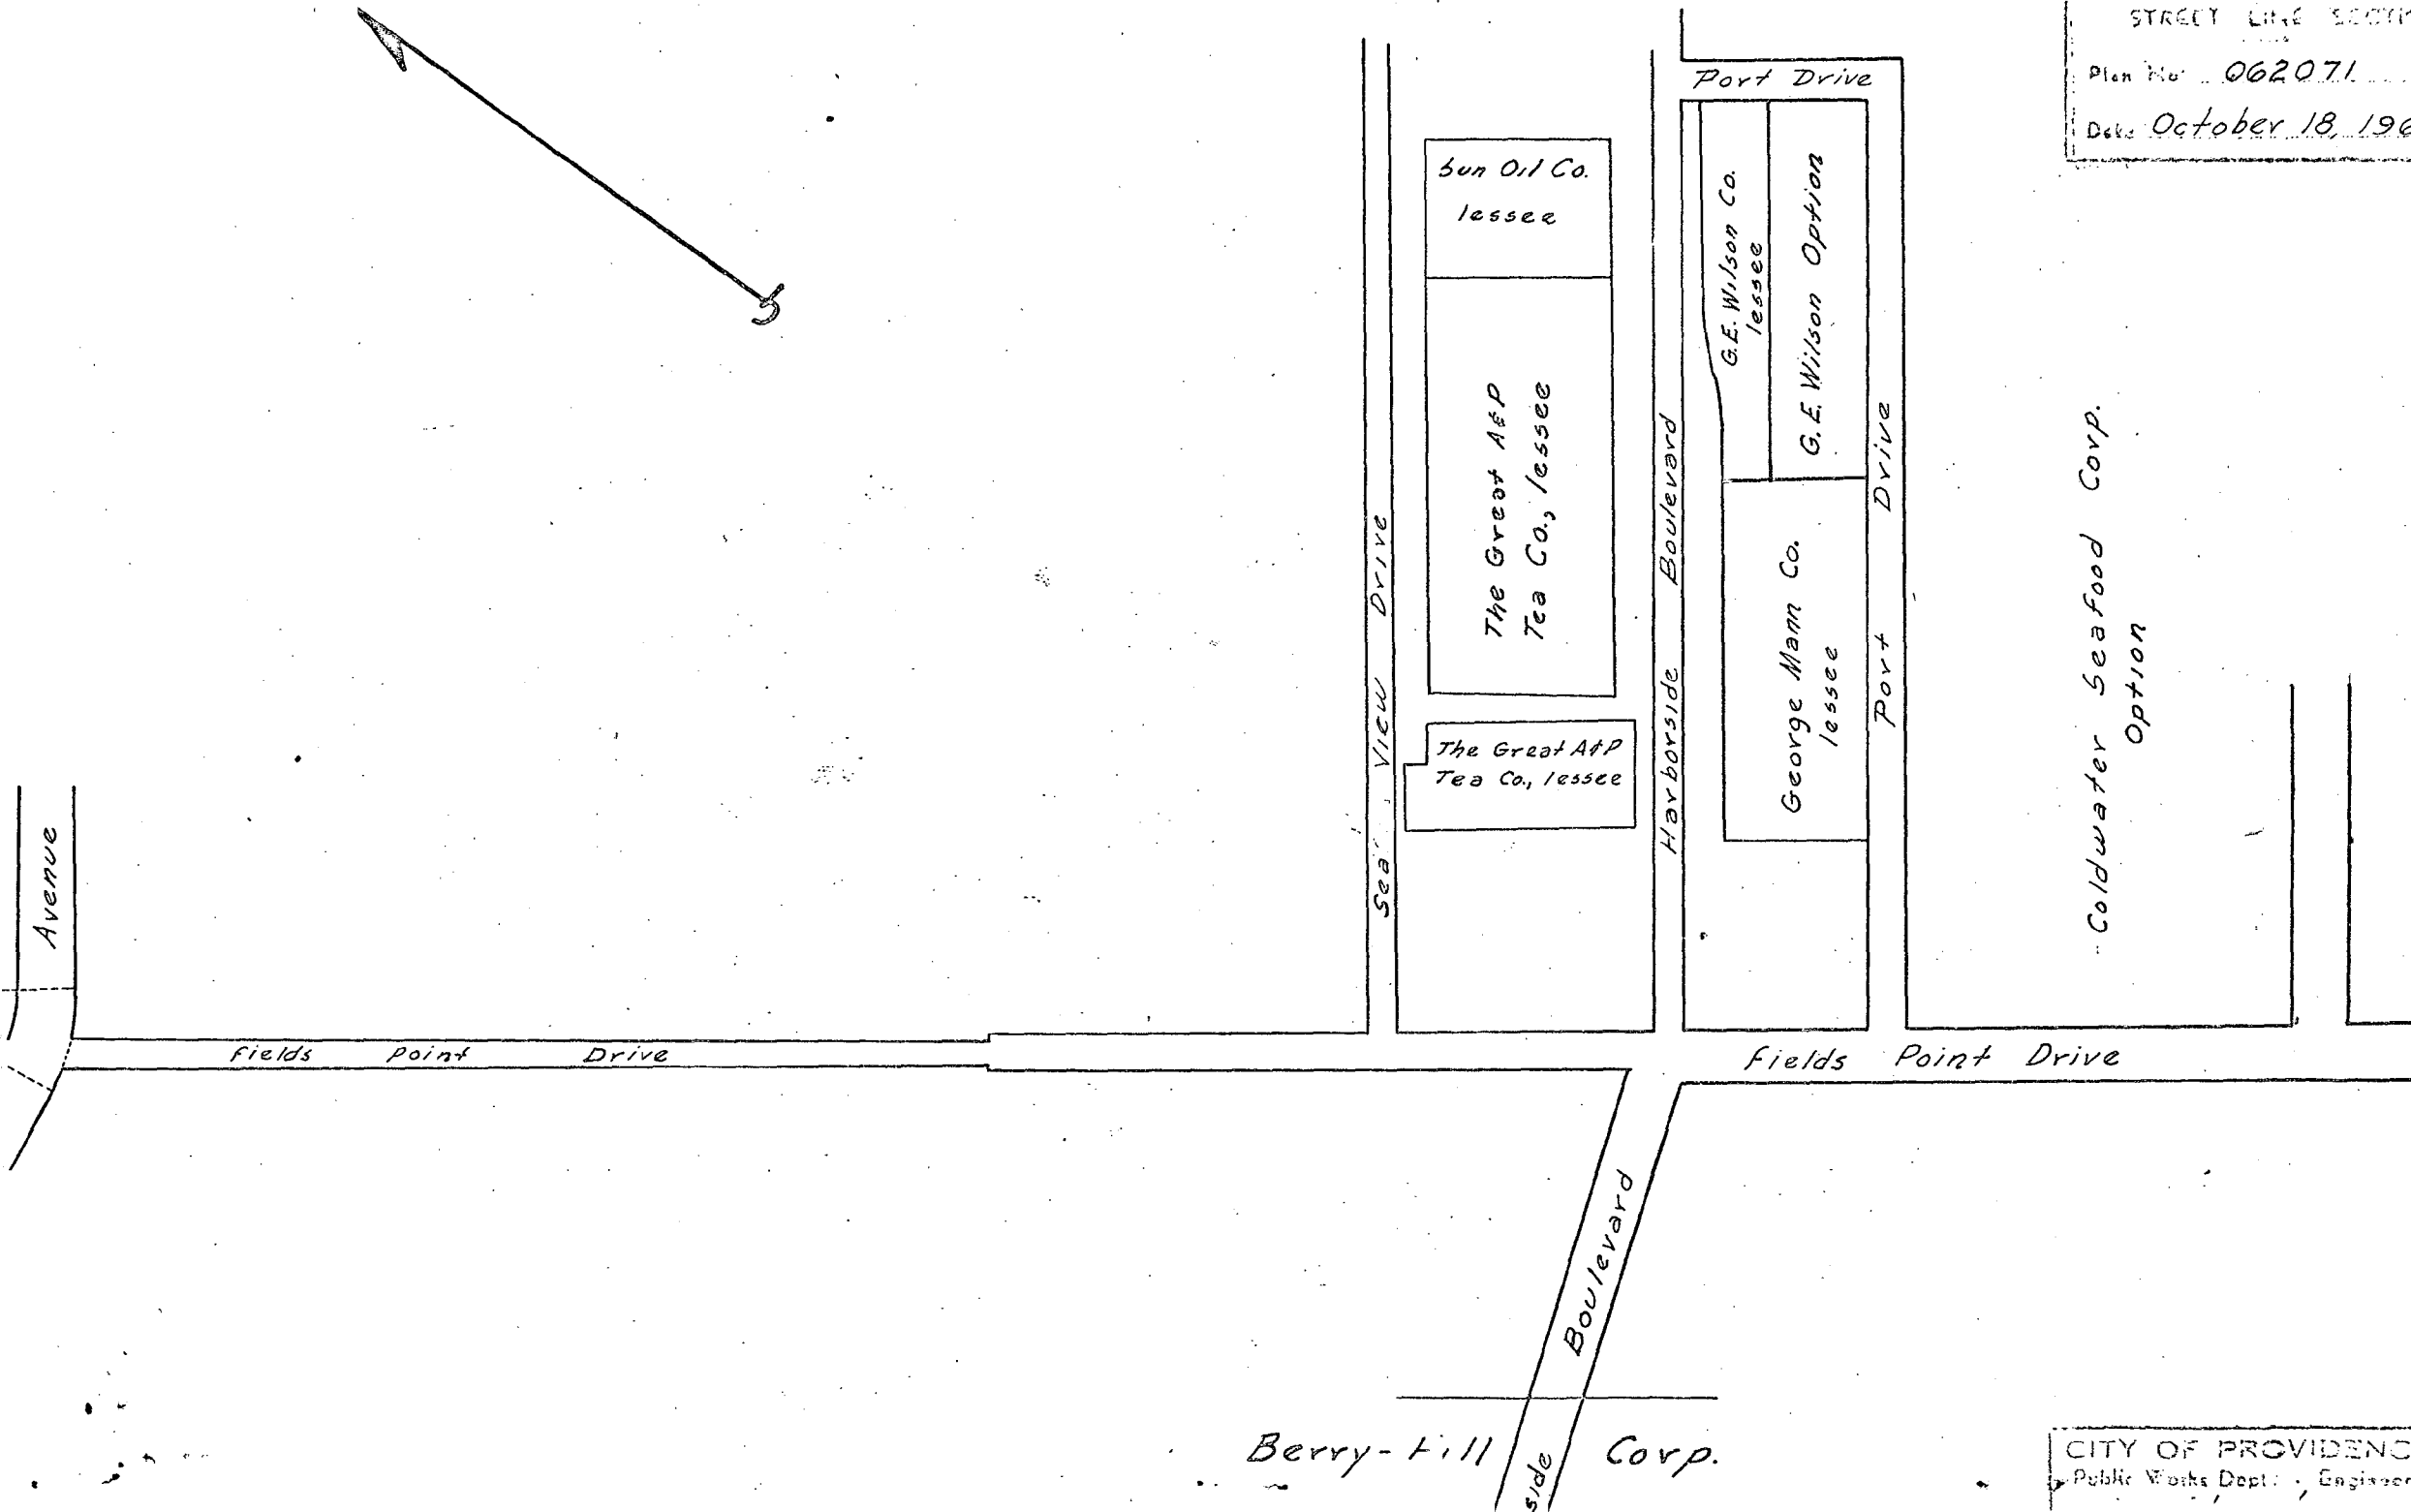 STREET LINE SECTION
Plan No. 062071
Date October 18, 196
Port Drive
Sun Oil Co.
lessee
G.E. Wilson Co.
lessee
G.E. Wilson Option
The Great A&P
Tea Co., lessee
Harborside Boulevard
Sea View Drive
George Mann Co.
lessee
Port Drive
Coldwater Seafood Corp.
Option
The Great A&P
Tea Co., lessee
Avenue
Fields Point Drive
Fields Point Drive
Boulevard
side
Berry-Hill Corp.
CITY OF PROVIDENC
Public Works Dept. Engineer